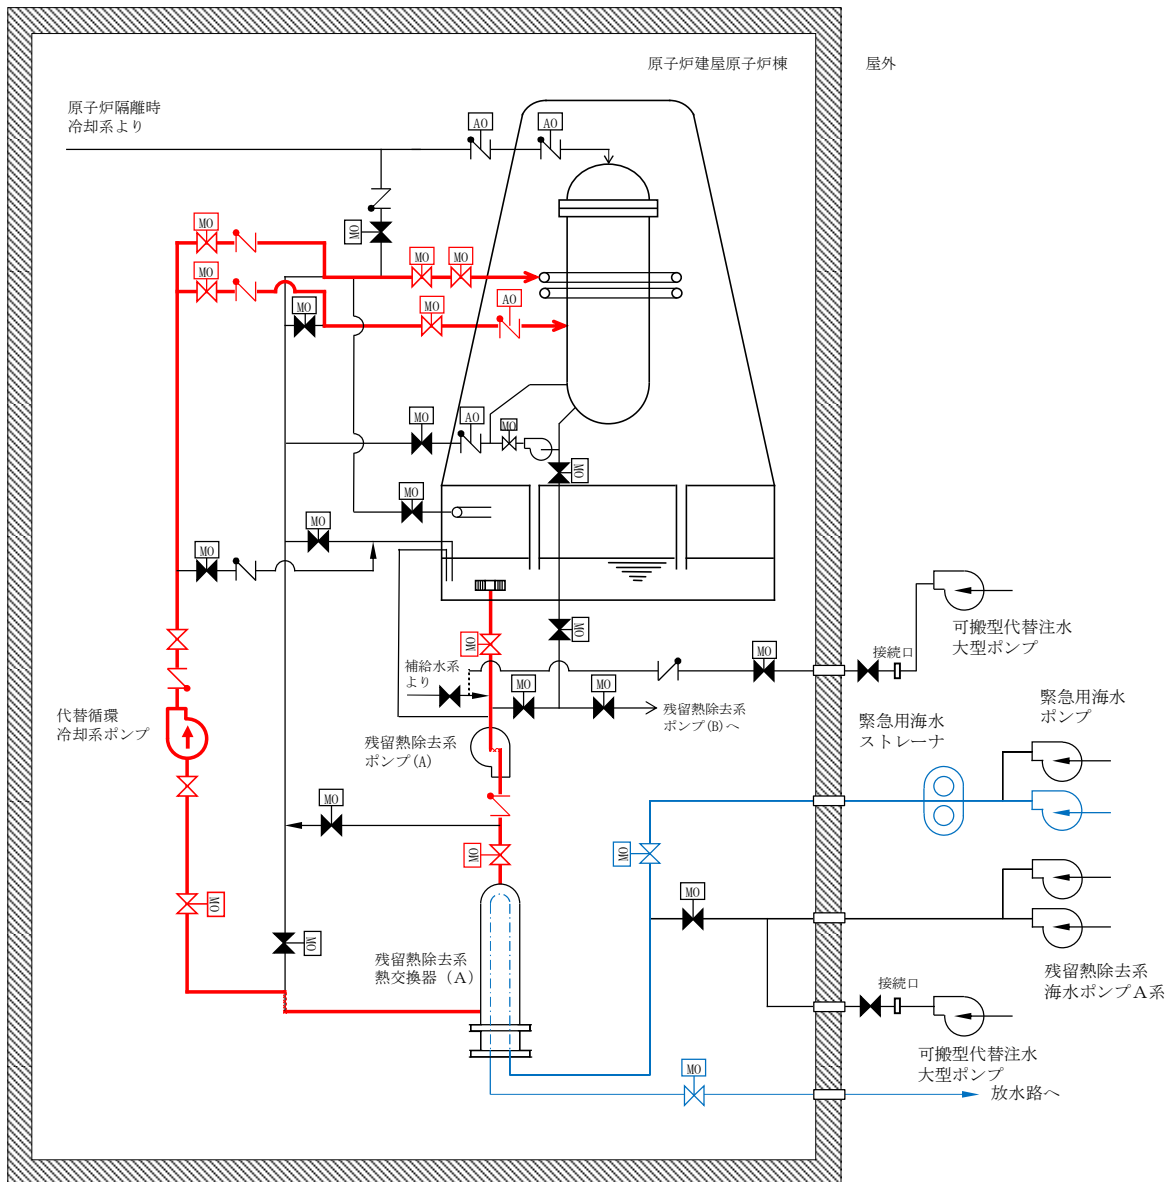 原子炉建屋原子炉棟
屋外
原子炉隔離時
冷却系より
AO
AO
MO
MO
MO
MO
MO
AO
MO
MO
MO
AO
MO
MO
MO
MO
MO
MO
MO
MO
補給水系
より
MO
MO
MO
接続口
可搬型代替注水
大型ポンプ
残留熱除去系
ポンプ(B)へ
代替循環
冷却系ポンプ
残留熱除去系
ポンプ(A)
緊急用海水
ストレーナ
緊急用海水
ポンプ
MO
MO
MO
MO
MO
MO
残留熱除去系
熱交換器(A)
接続口
残留熱除去系
海水ポンプA系
可搬型代替注水
大型ポンプ
MO
放水路へ